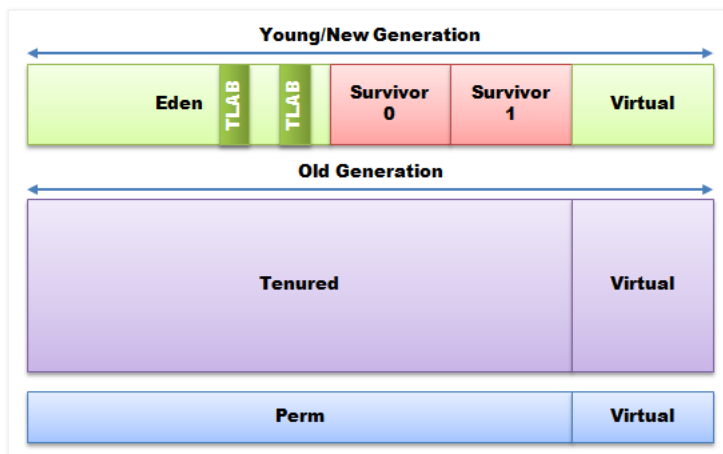 Young/New Generation
Eden
TLAB
TLAB
Survivor
0
Survivor
1
Virtual
Old Generation
Tenured
Virtual
Perm
Virtual